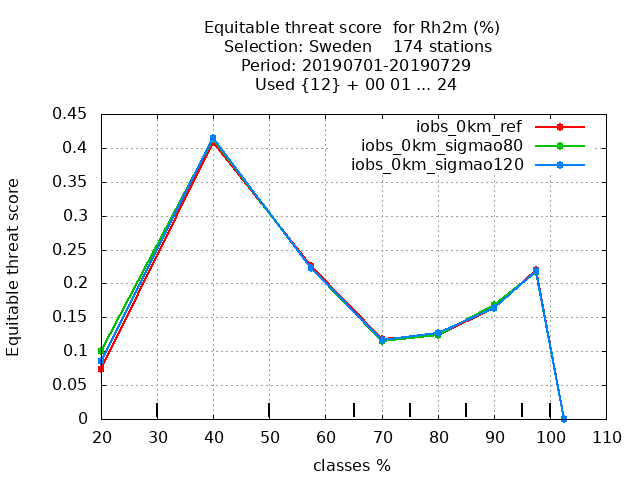 Equitable threat score  for Rh2m (%)
Selection: Sweden    174 stations
Period: 20190701-20190729
Used {12} + 00 01 ... 24
iobs_0km_ref
iobs_0km_sigmao80
iobs_0km_sigmao120
Equitable threat score
0.45
0.4
0.35
0.3
0.25
0.2
0.15
0.1
0.05
0
20 30 40 50 60 70 80 90 100 110
classes %